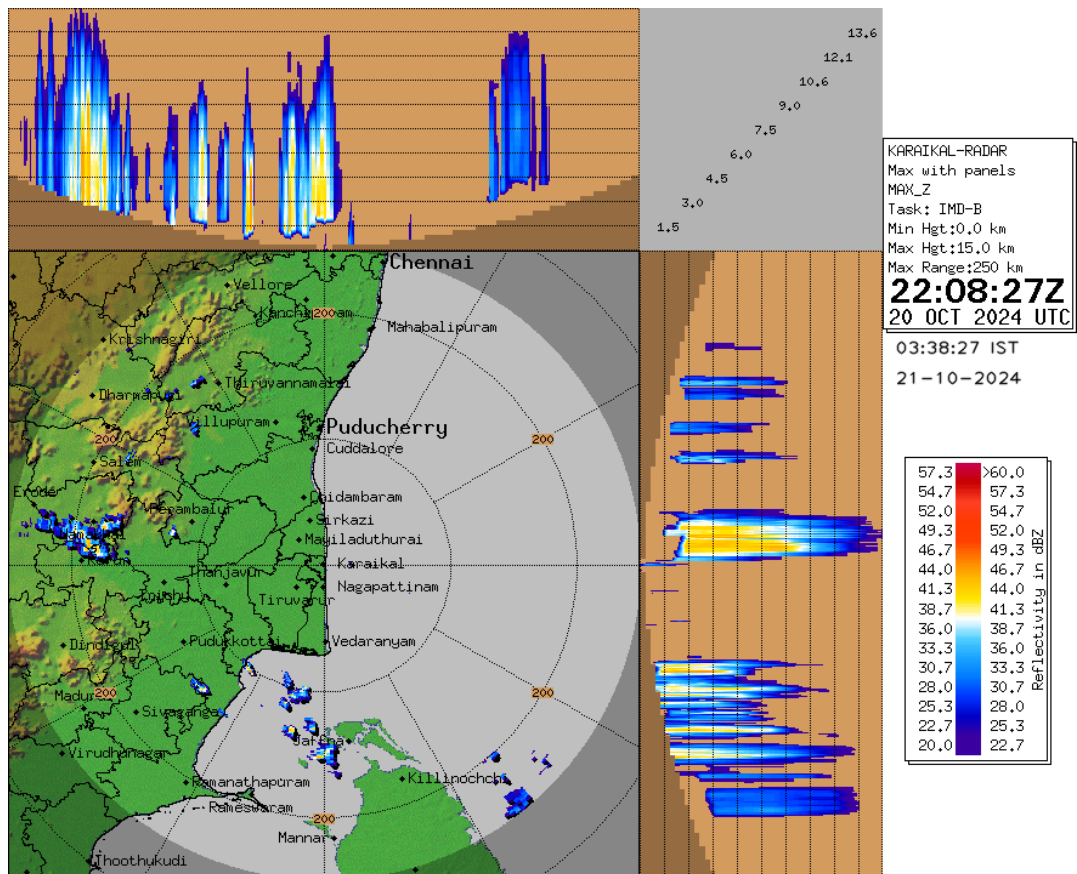 13.6
12.1
10.6
9.0
7.5
6.0
4.5
3.0
1.5
KARAIKAL-RADAR
Max with panels
MAX_Z
Task: IMD-B
Min Hgt:0.0 km
Max Hgt:15.0 km
Max Range:250 km
22:08:27Z
20 OCT 2024 UTC
03:38:27 IST
21-10-2024
Chennai
Vellore
200
Mahabalipuram
Krishnagiri
Thiruvannamalai
Dharmapuri
Villupuram
Puducherry
200
200
Cuddalore
Salem
Erode
Chidambaram
Perambalur
Sirkazi
Mayiladuthurai
Karaikal
Thanjavur
Nagapattinam
Tiruvarur
Pudukkottai
Vedaranyam
200
200
Sivaganga
Virudhunagar
Jaffna
Killinochch
Ramanathapuram
Rameswaram
200
Mannar
Thoothukudi
57.3 >60.0
54.7 57.3
52.0 54.7
49.3 52.0
46.7 49.3
44.0 46.7
41.3 44.0
38.7 41.3
36.0 38.7
33.3 36.0
30.7 33.3
28.0 30.7
25.3 28.0
22.7 25.3
20.0 22.7
Reflectivity in dBZ